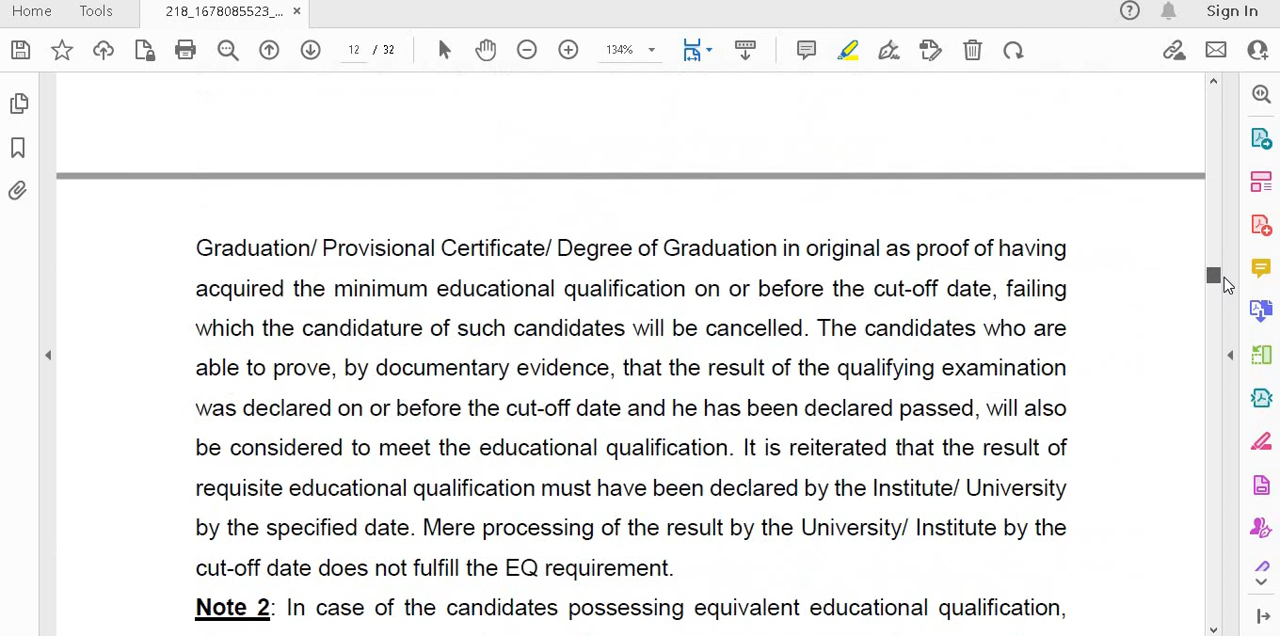 Home Tools 218_1678085523_... × Sign In
12 / 32 134%
Graduation/ Provisional Certificate/ Degree of Graduation in original as proof of having
acquired the minimum educational qualification on or before the cut-off date, failing
which the candidature of such candidates will be cancelled. The candidates who are
able to prove, by documentary evidence, that the result of the qualifying examination
was declared on or before the cut-off date and he has been declared passed, will also
be considered to meet the educational qualification. It is reiterated that the result of
requisite educational qualification must have been declared by the Institute/ University
by the specified date. Mere processing of the result by the University/ Institute by the
cut-off date does not fulfill the EQ requirement.
Note 2: In case of the candidates possessing equivalent educational qualification,